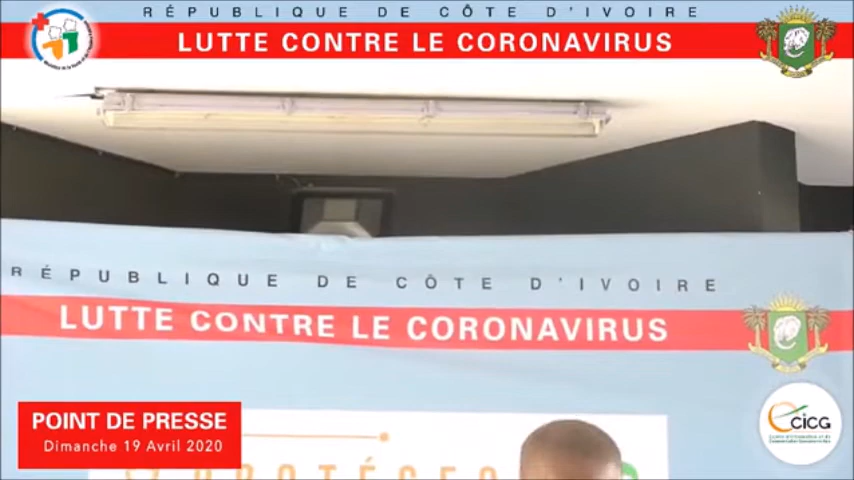 RÉPUBLIQUE DE CÔTE D'IVOIRE
LUTTE CONTRE LE CORONAVIRUS
RÉPUBLIQUE DE CÔTE D'IVOIRE
LUTTE CONTRE LE CORONAVIRUS
POINT DE PRESSE
Dimanche 19 Avril 2020
CICG